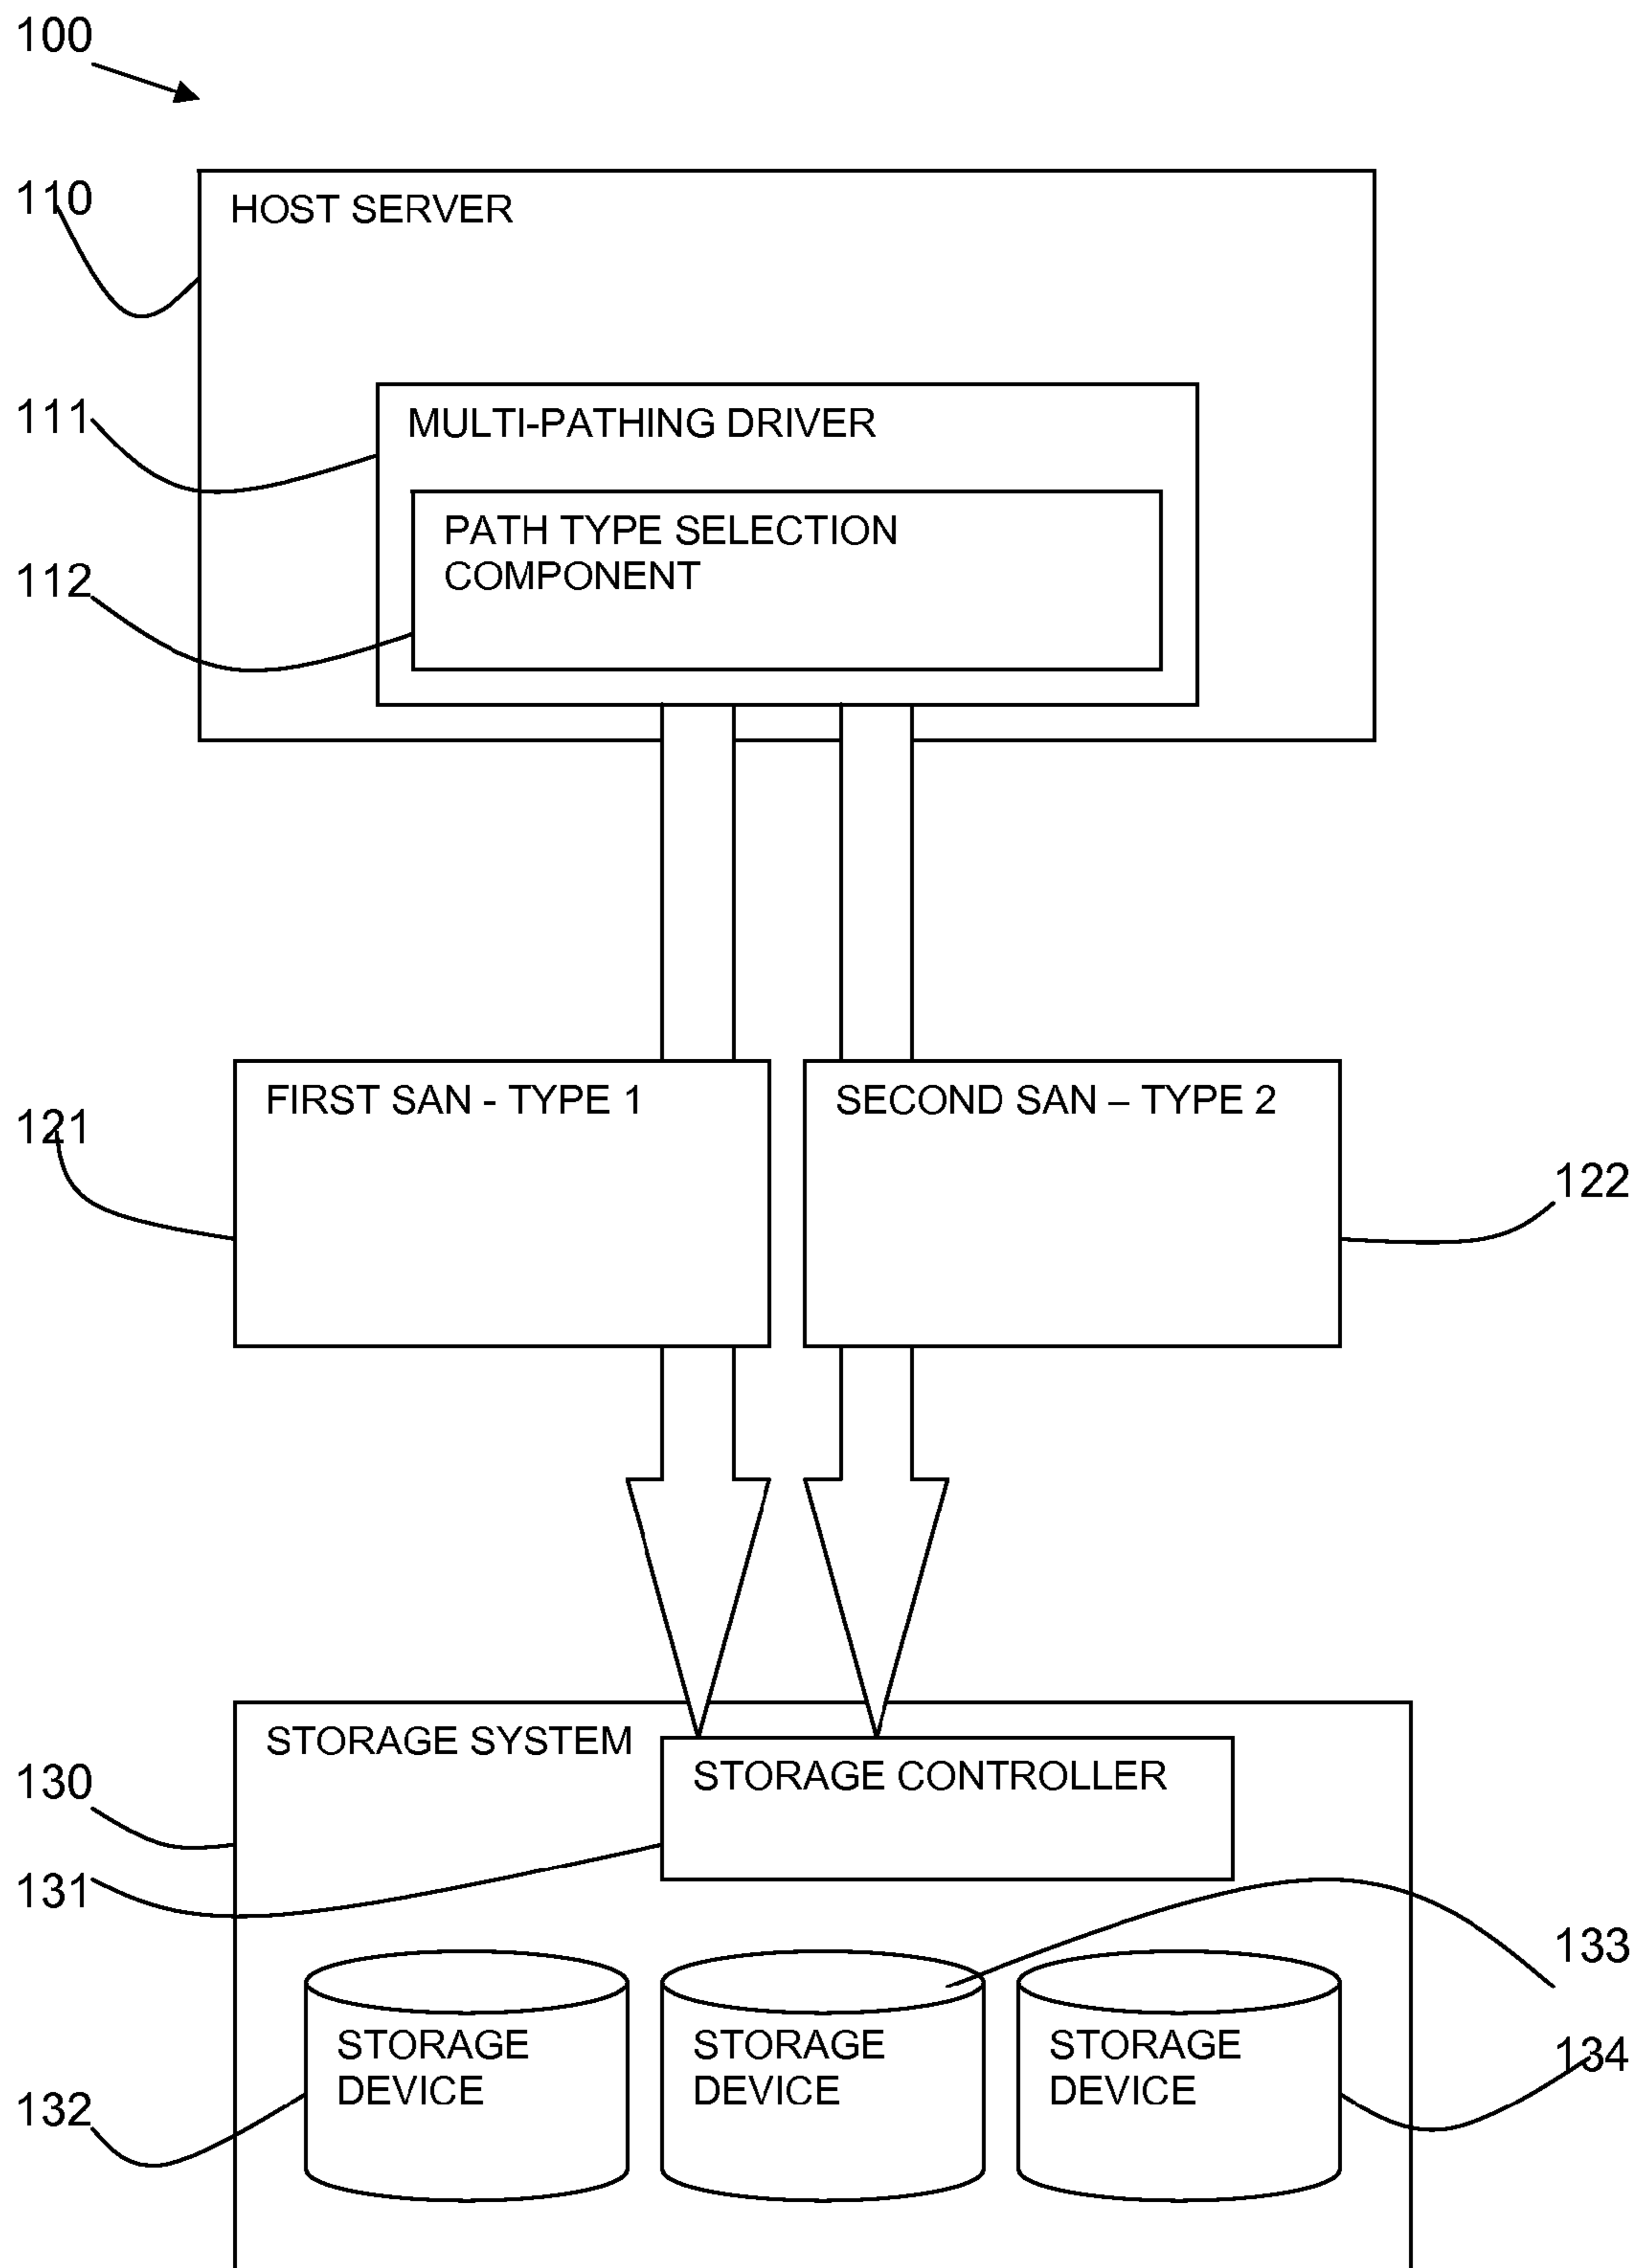 100
110
HOST SERVER
111
MULTI-PATHING DRIVER
PATH TYPE SELECTION
COMPONENT
112
FIRST SAN - TYPE 1
SECOND SAN – TYPE 2
121
122
STORAGE SYSTEM
STORAGE CONTROLLER
130
131
133
STORAGE
DEVICE
STORAGE
DEVICE
STORAGE
DEVICE
134
132